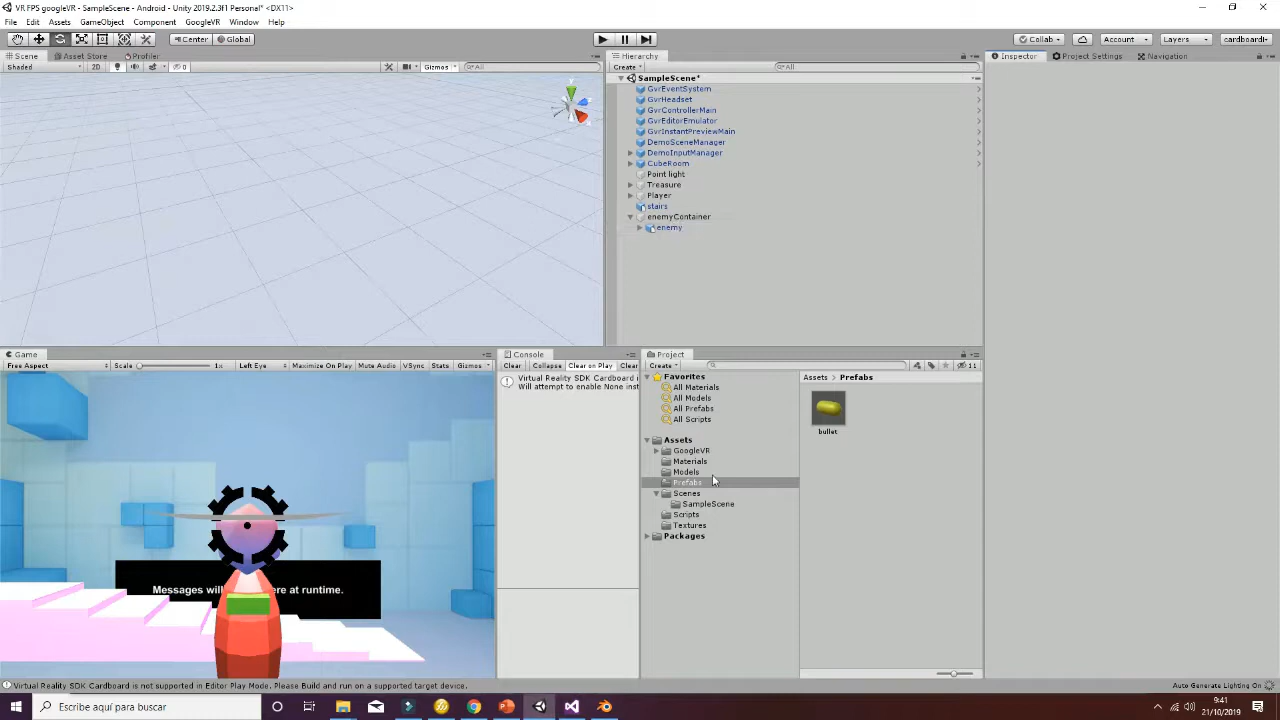 VR FPS googleVR - SampleScene - Android - Unity 2019.2.3f1 Personal* <DX11>
File Edit Assets GameObject Component GoogleVR Window Help
Center Global Collab Account Layers cardboard
Scene Asset Store Profiler
Shaded 2D 0 Gizmos All
Hierarchy
Create All
SampleScene*
GvrEventSystem
GvrHeadset
GvrControllerMain
GvrEditorEmulator
GvrInstantPreviewMain
DemoSceneManager
DemoInputManager
CubeRoom
Point light
Treasure
Player
stairs
enemyContainer
enemy
Inspector Project Settings Navigation
Game
Free Aspect Scale 1x Left Eye Maximize On Play Mute Audio VSync Stats Gizmos
Messages will ere at runtime.
Console
Clear Collapse Clear on Play Clear
Virtual Reality SDK Cardboard i
Will attempt to enable None inst
Project
Create 11
Favorites
All Materials
All Models
All Prefabs
All Scripts
Assets
GoogleVR
Materials
Models
Prefabs
Scenes
SampleScene
Scripts
Textures
Packages
Assets Prefabs
bullet
Virtual Reality SDK Cardboard is not supported in Editor Play Mode. Please Build and run on a supported target device.
Auto Generate Lighting On
Escribe aquí para buscar
9:41
21/10/2019